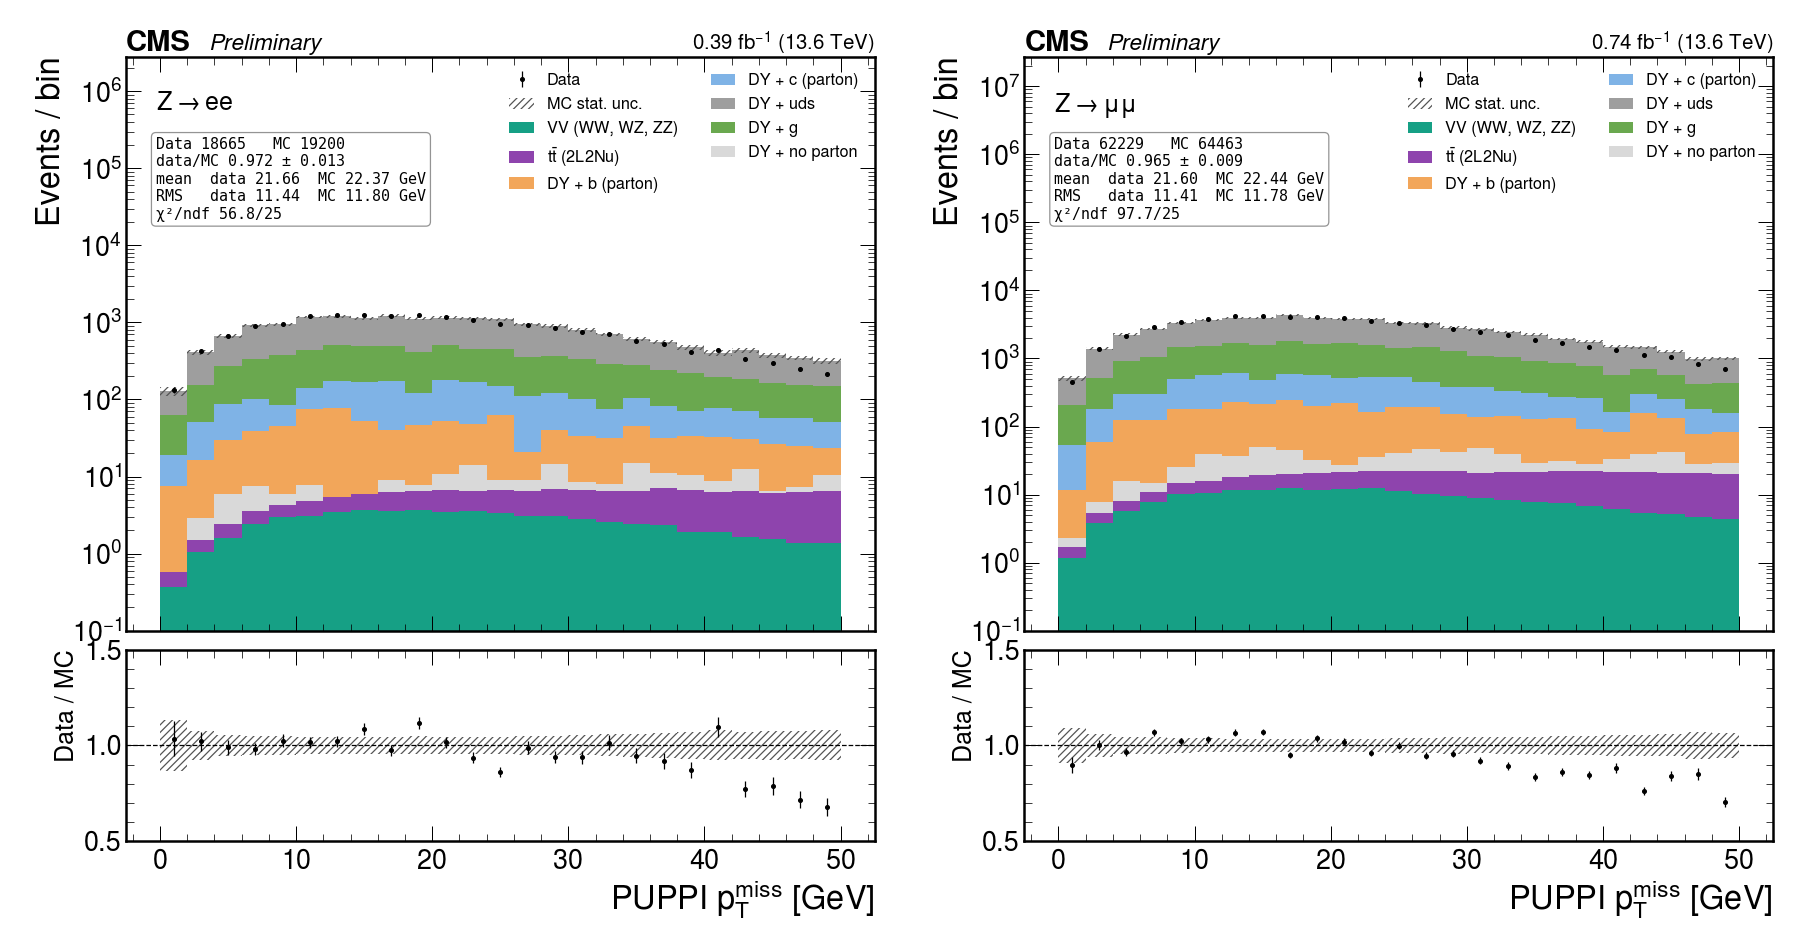 CMS Preliminary 0.39 fb⁻¹ (13.6 TeV)
Events / bin
10⁶
10⁵
10⁴
10³
10²
10¹
10⁰
10⁻¹
Z→ee
Data 18665 MC 19200
data/MC 0.972 ± 0.013
mean data 21.66 MC 22.37 GeV
RMS data 11.44 MC 11.80 GeV
χ²/ndf 56.8/25
Data
MC stat. unc.
VV (WW, WZ, ZZ)
tt̄ (2L2Nu)
DY + b (parton)
DY + c (parton)
DY + uds
DY + g
DY + no parton
Data / MC
1.5
1.0
0.5
0 10 20 30 40 50
PUPPI p_T^miss [GeV]
CMS Preliminary 0.74 fb⁻¹ (13.6 TeV)
Events / bin
10⁷
10⁶
10⁵
10⁴
10³
10²
10¹
10⁰
10⁻¹
Z→μμ
Data 62229 MC 64463
data/MC 0.965 ± 0.009
mean data 21.60 MC 22.44 GeV
RMS data 11.41 MC 11.78 GeV
χ²/ndf 97.7/25
Data
MC stat. unc.
VV (WW, WZ, ZZ)
tt̄ (2L2Nu)
DY + b (parton)
DY + c (parton)
DY + uds
DY + g
DY + no parton
Data / MC
1.5
1.0
0.5
0 10 20 30 40 50
PUPPI p_T^miss [GeV]